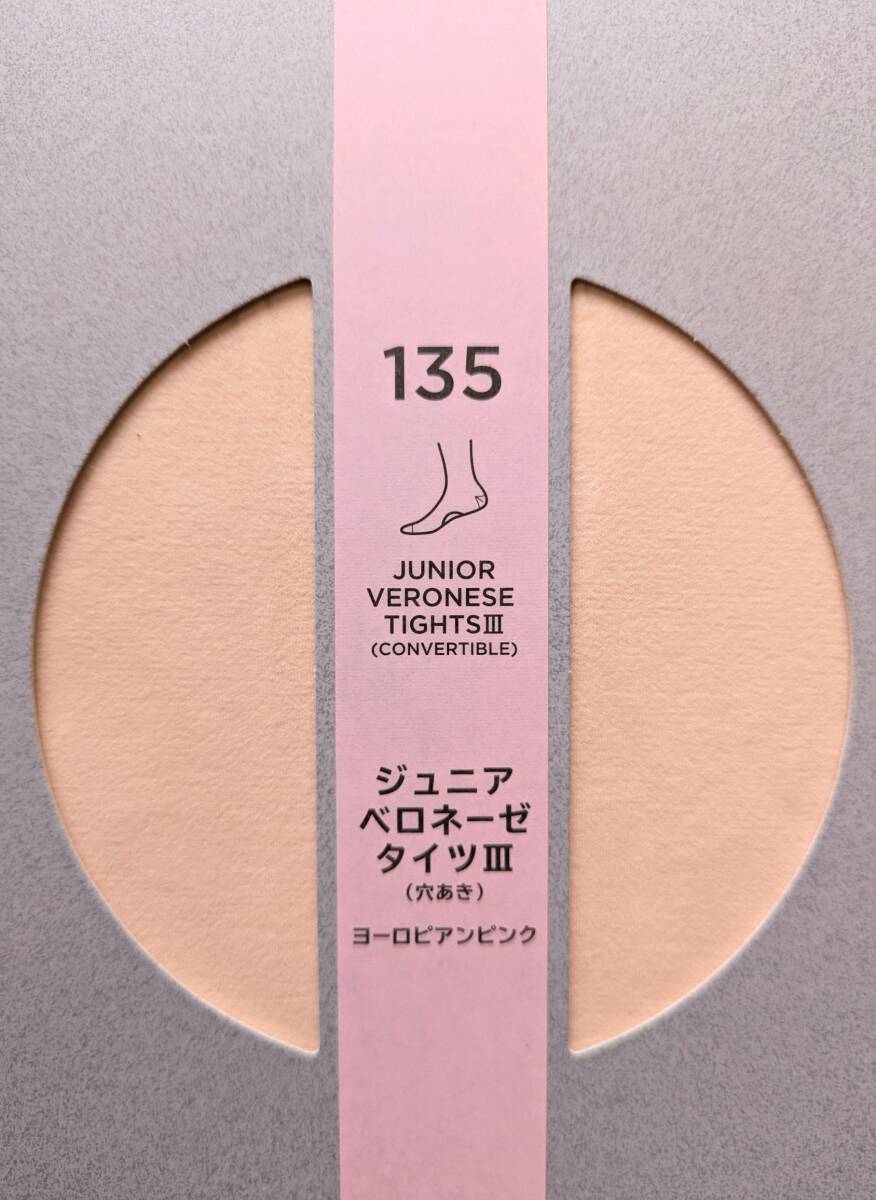 135
JUNIOR
VERONESE
TIGHTSⅢ
(CONVERTIBLE)
ジュニア
ベロネーゼ
タイツⅢ
(穴あき)
ヨーロピアンピンク